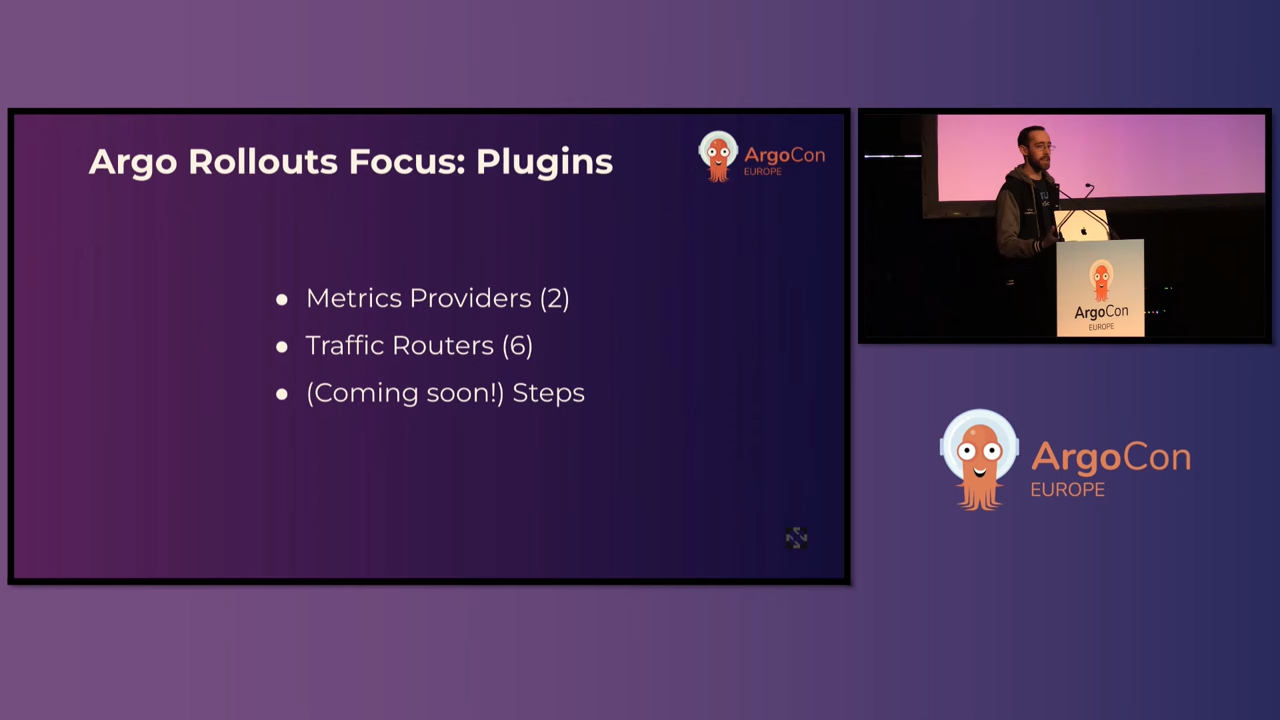 Argo Rollouts Focus: Plugins
ArgoCon
EUROPE
● Metrics Providers (2)
● Traffic Routers (6)
● (Coming soon!) Steps
ArgoCon
EUROPE
ArgoCon
EUROPE